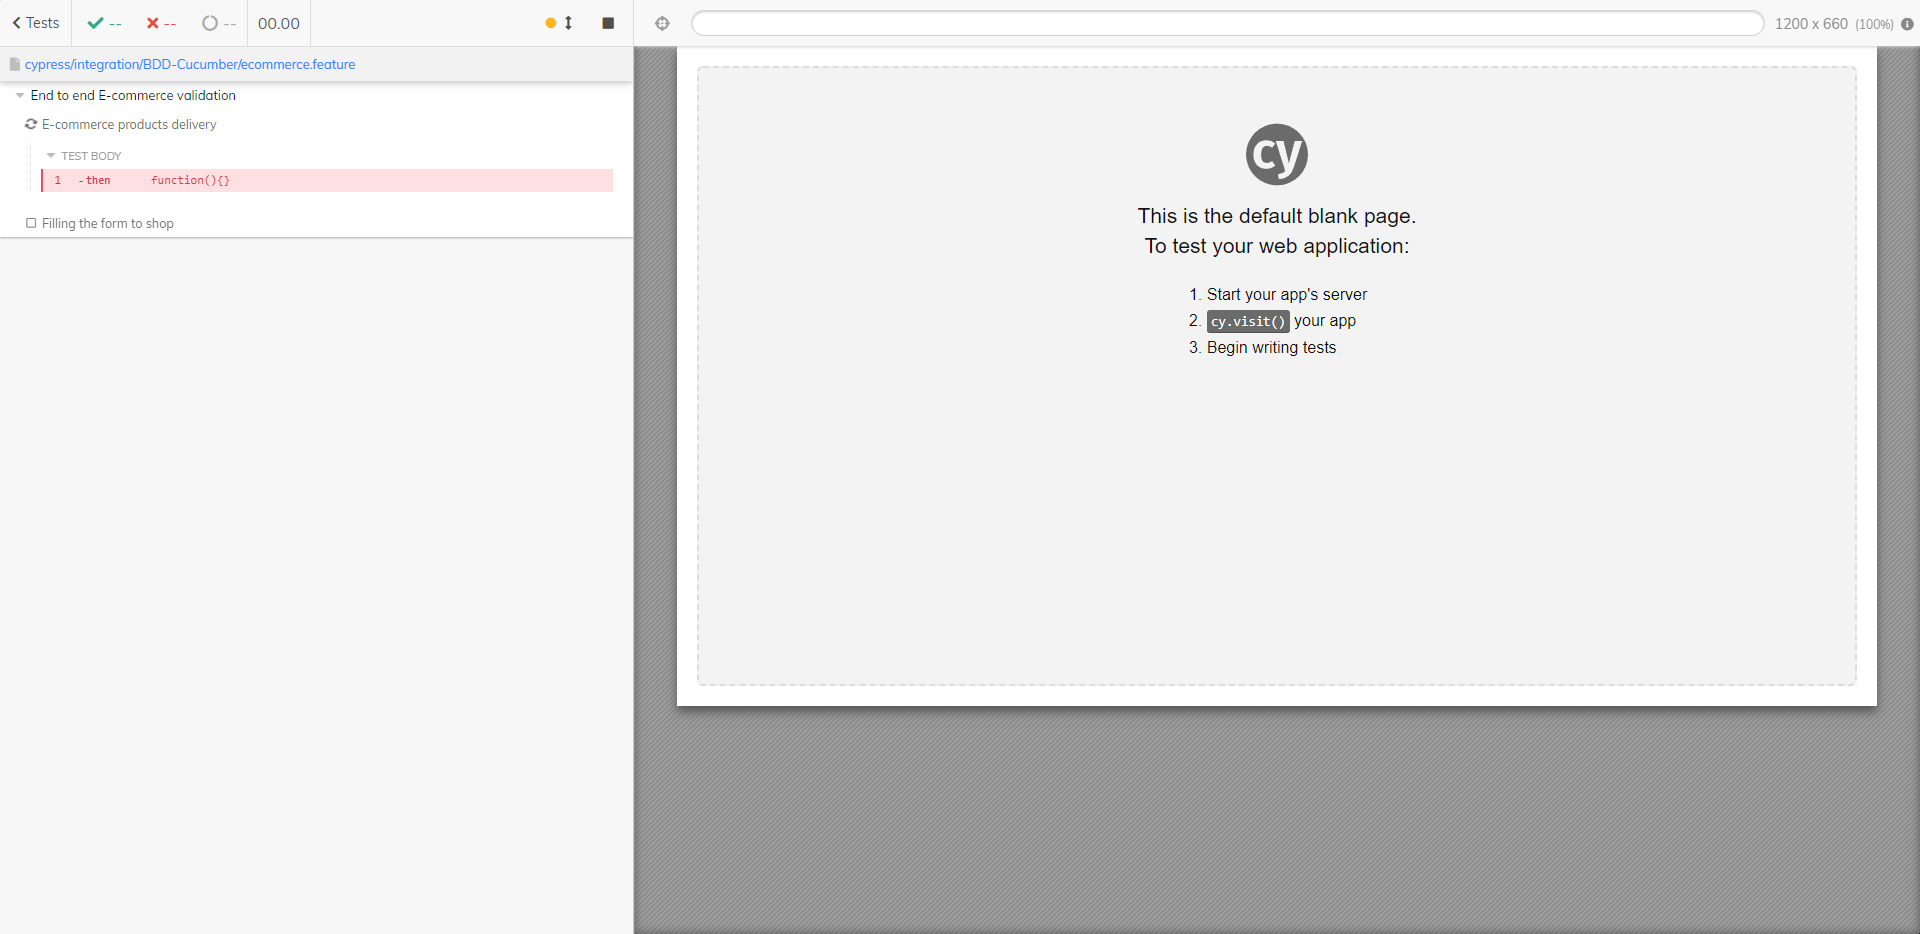 Tests
--
--
--
00.00
1200 x 660 (100%)
cypress/integration/BDD-Cucumber/ecommerce.feature
End to end E-commerce validation
E-commerce products delivery
TEST BODY
1 -then function(){}
Filling the form to shop
cy
This is the default blank page.
To test your web application:
1. Start your app's server
2. cy.visit() your app
3. Begin writing tests